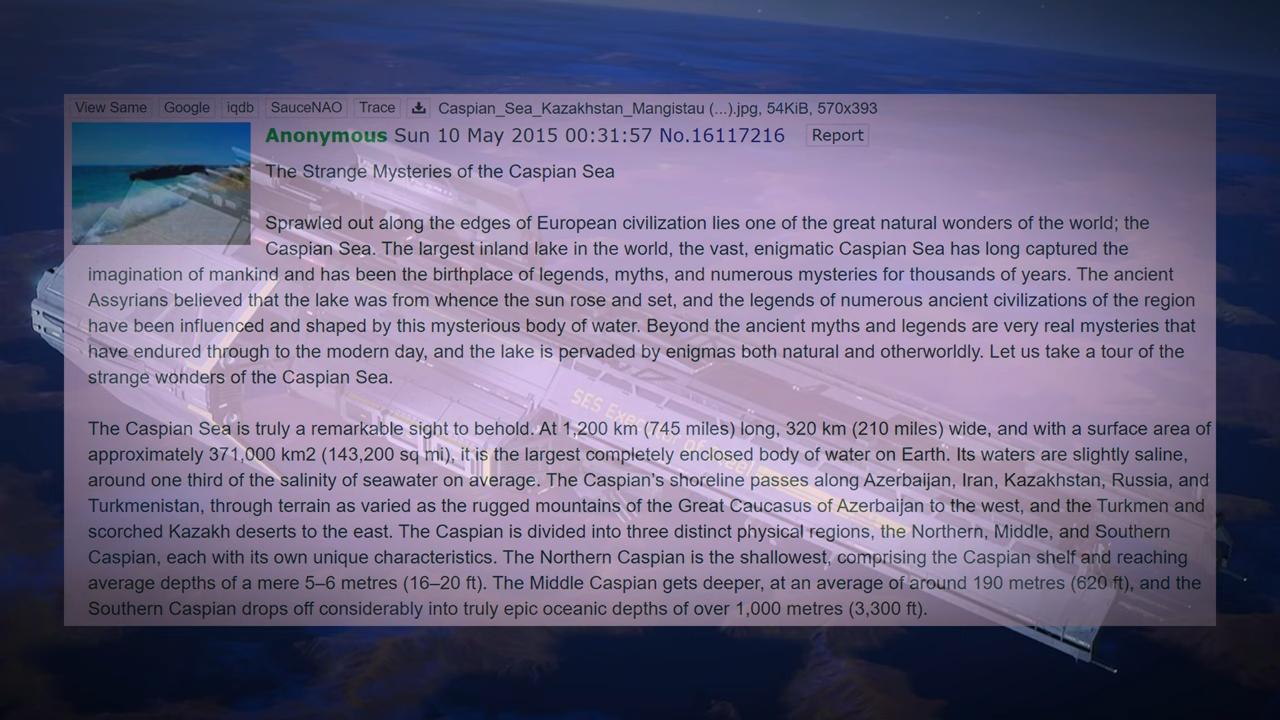 View Same Google iqdb SauceNAO Trace Caspian_Sea_Kazakhstan_Mangistau (...).jpg, 54KiB, 570x393
Anonymous Sun 10 May 2015 00:31:57 No.16117216 Report
The Strange Mysteries of the Caspian Sea
Sprawled out along the edges of European civilization lies one of the great natural wonders of the world; the
Caspian Sea. The largest inland lake in the world, the vast, enigmatic Caspian Sea has long captured the
imagination of mankind and has been the birthplace of legends, myths, and numerous mysteries for thousands of years. The ancient
Assyrians believed that the lake was from whence the sun rose and set, and the legends of numerous ancient civilizations of the region
have been influenced and shaped by this mysterious body of water. Beyond the ancient myths and legends are very real mysteries that
have endured through to the modern day, and the lake is pervaded by enigmas both natural and otherworldly. Let us take a tour of the
strange wonders of the Caspian Sea.
The Caspian Sea is truly a remarkable sight to behold. At 1,200 km (745 miles) long, 320 km (210 miles) wide, and with a surface area of
approximately 371,000 km2 (143,200 sq mi), it is the largest completely enclosed body of water on Earth. Its waters are slightly saline,
around one third of the salinity of seawater on average. The Caspian's shoreline passes along Azerbaijan, Iran, Kazakhstan, Russia, and
Turkmenistan, through terrain as varied as the rugged mountains of the Great Caucasus of Azerbaijan to the west, and the Turkmen and
scorched Kazakh deserts to the east. The Caspian is divided into three distinct physical regions, the Northern, Middle, and Southern
Caspian, each with its own unique characteristics. The Northern Caspian is the shallowest, comprising the Caspian shelf and reaching
average depths of a mere 5–6 metres (16–20 ft). The Middle Caspian gets deeper, at an average of around 190 metres (620 ft), and the
Southern Caspian drops off considerably into truly epic oceanic depths of over 1,000 metres (3,300 ft).
SES Executor of